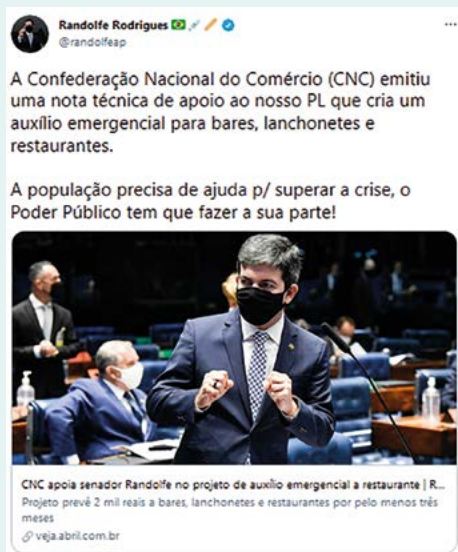 Randolfe Rodrigues
@randolfeap
A Confederação Nacional do Comércio (CNC) emitiu
uma nota técnica de apoio ao nosso PL que cria um
auxílio emergencial para bares, lanchonetes e
restaurantes.
A população precisa de ajuda p/ superar a crise, o
Poder Público tem que fazer a sua parte!
CNC apoia senador Randolfe no projeto de auxílio emergencial a restaurante | R...
Projeto prevê 2 mil reais a bares, lanchonetes e restaurantes por pelo menos três
meses
veja.abril.com.br